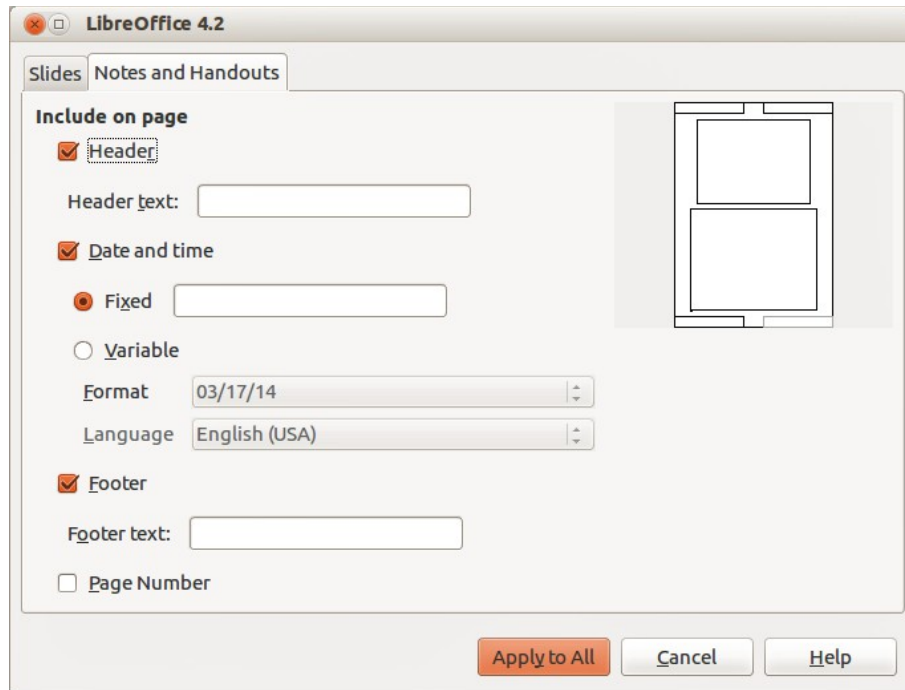 LibreOffice 4.2
Slides Notes and Handouts
Include on page
Header
Header text:
Date and time
Fixed
Variable
Format 03/17/14
Language English (USA)
Footer
Footer text:
Page Number
Apply to All Cancel Help